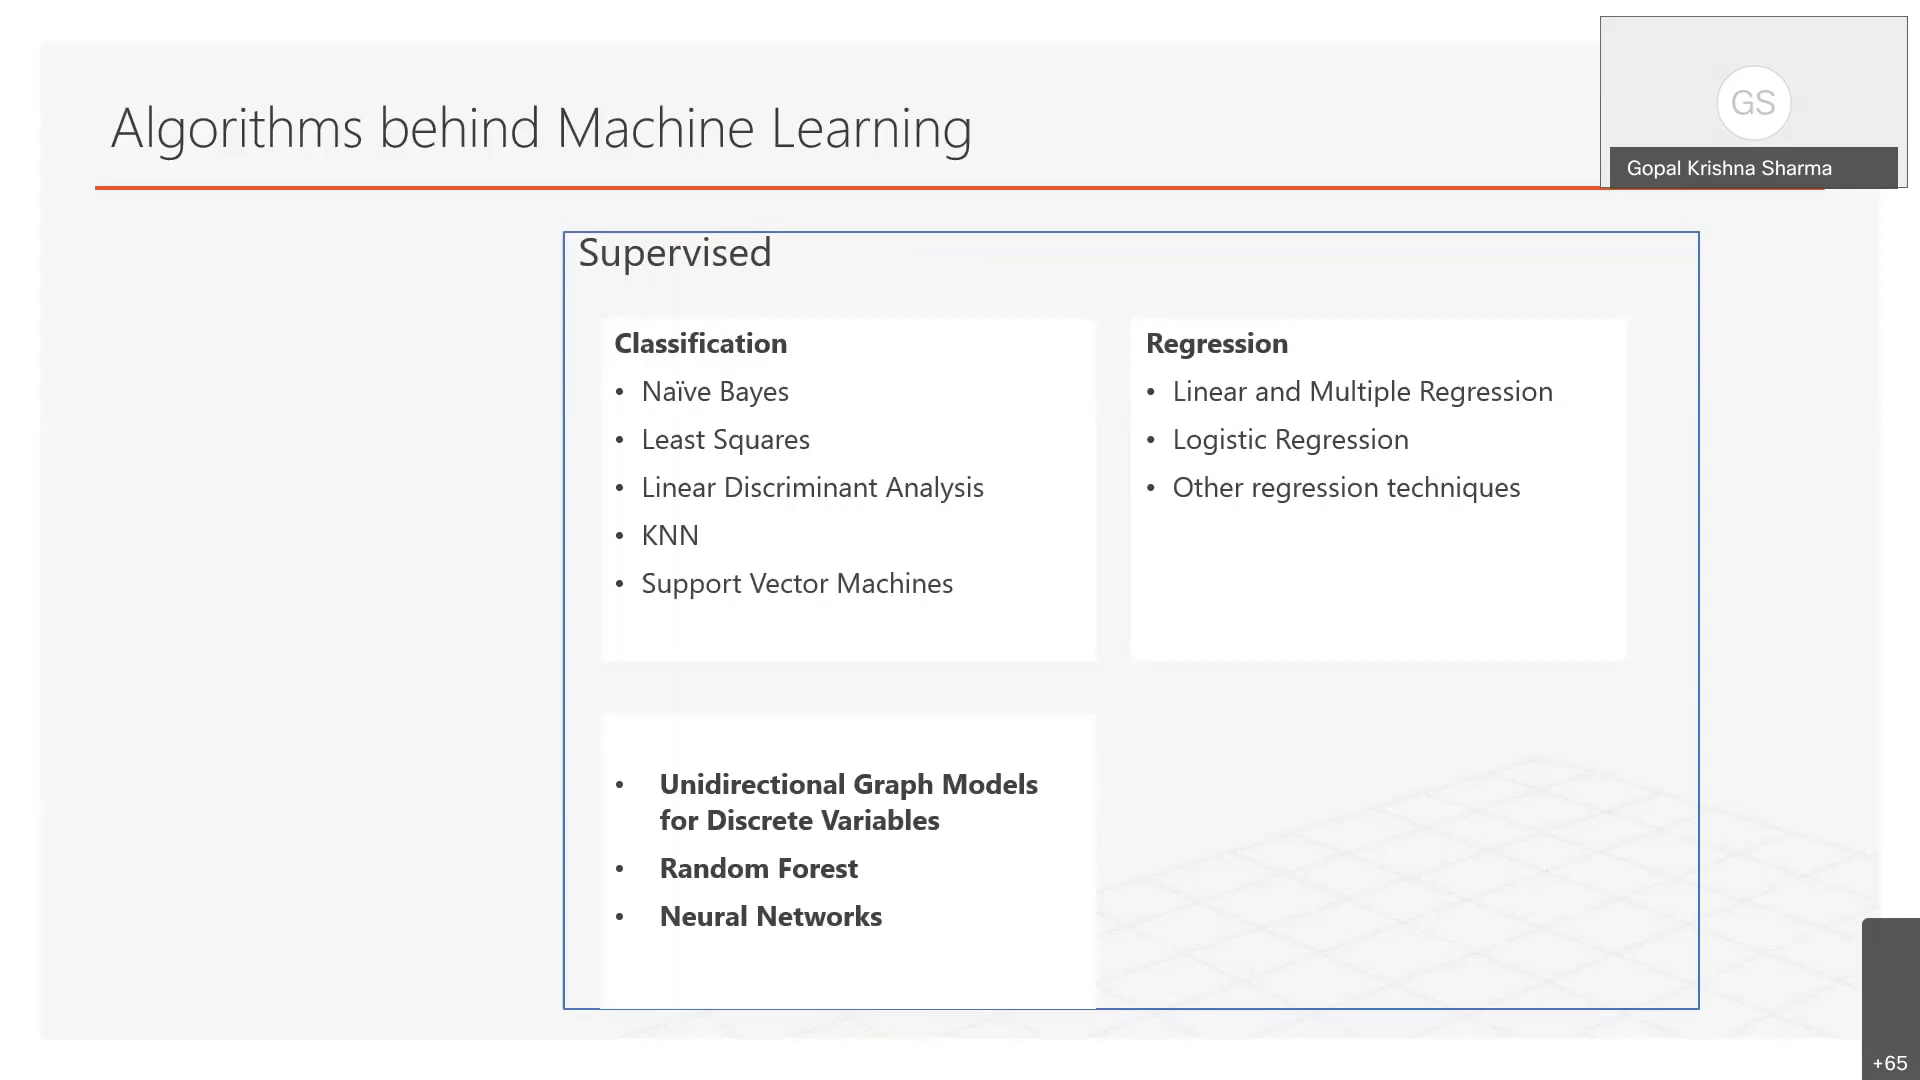 Algorithms behind Machine Learning
GS
Gopal Krishna Sharma
Supervised
Classification
• Naïve Bayes
• Least Squares
• Linear Discriminant Analysis
• KNN
• Support Vector Machines
Regression
• Linear and Multiple Regression
• Logistic Regression
• Other regression techniques
• Unidirectional Graph Models
for Discrete Variables
• Random Forest
• Neural Networks
+65